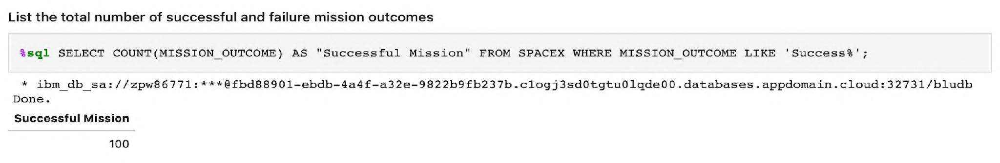 List the total number of successful and failure mission outcomes
%sql SELECT COUNT(MISSION_OUTCOME) AS "Successful Mission" FROM SPACEX WHERE MISSION_OUTCOME LIKE 'Success%';
* ibm_db_sa://zpw86771:***@fbd88901-ebdb-4a4f-a32e-9822b9fb237b.c1ogj3sd0tgtu0lqde00.databases.appdomain.cloud:32731/bludb
Done.
Successful Mission
100